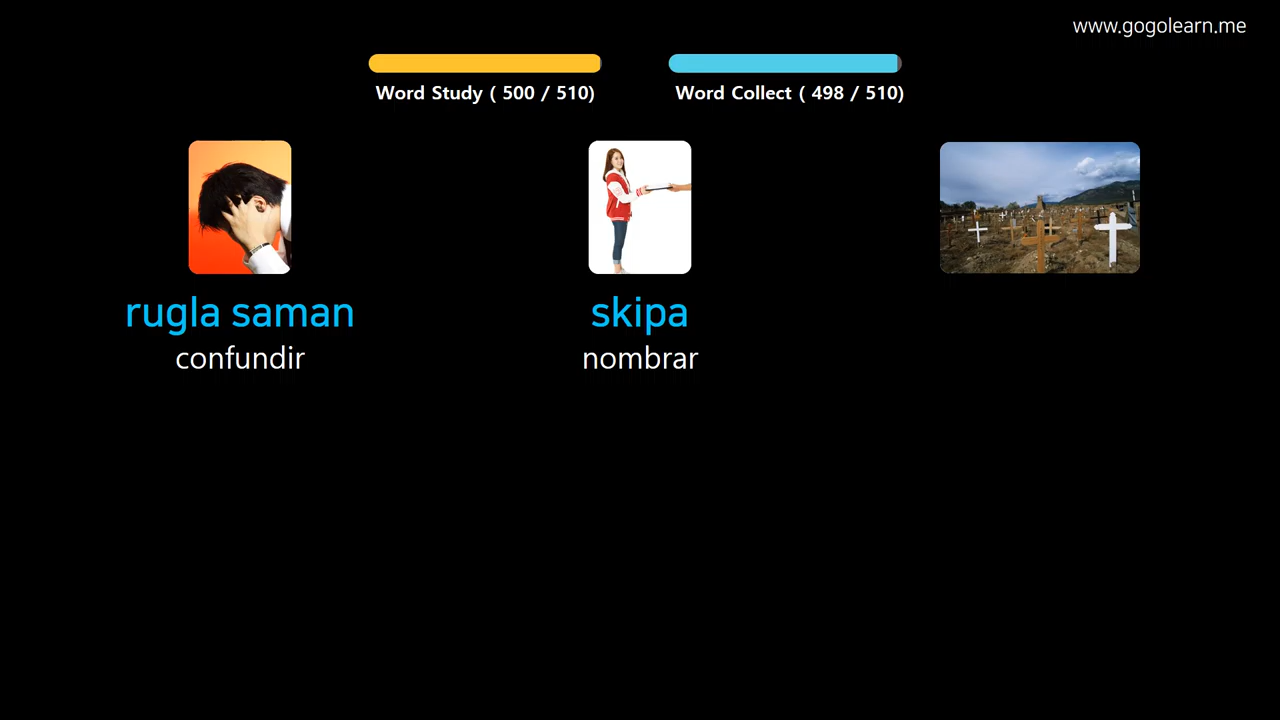 www.gogolearn.me
Word Study ( 500 / 510)
Word Collect ( 498 / 510)
rugla saman
confundir
skipa
nombrar